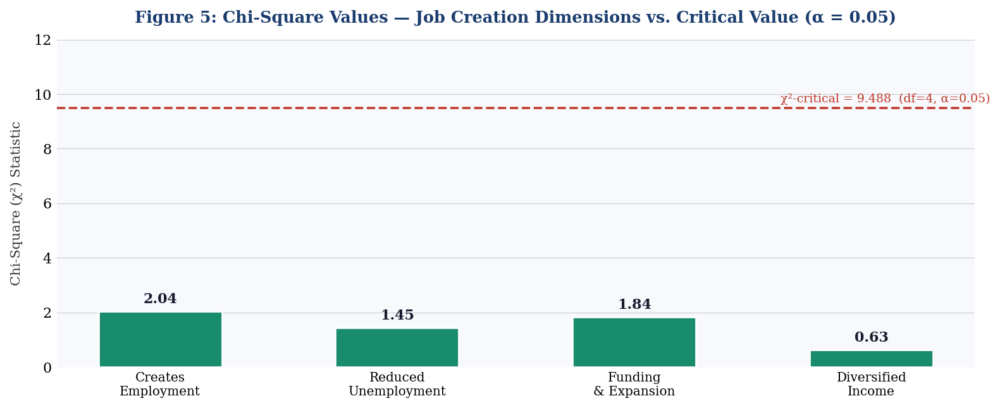 Figure 5: Chi-Square Values — Job Creation Dimensions vs. Critical Value (α = 0.05)
Chi-Square (χ²) Statistic
12
10
8
6
4
2
0
χ²-critical = 9.488  (df=4, α=0.05)
2.04
1.45
1.84
0.63
Creates
Employment
Reduced
Unemployment
Funding
& Expansion
Diversified
Income